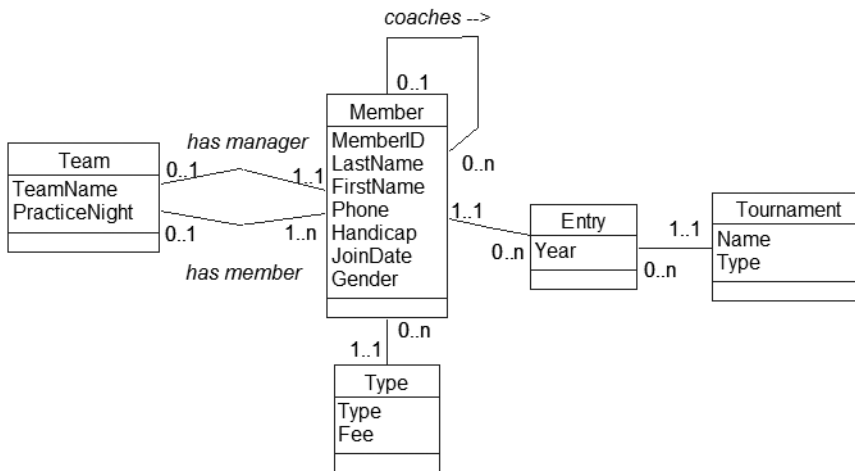 coaches -->
0..1
Member
MemberID
LastName
FirstName
Phone
Handicap
JoinDate
Gender
0..n
has manager
0..1
1..1
Team
TeamName
PracticeNight
0..1
1..n
has member
1..1
0..n
Entry
Year
1..1
0..n
Tournament
Name
Type
0..n
1..1
Type
Type
Fee